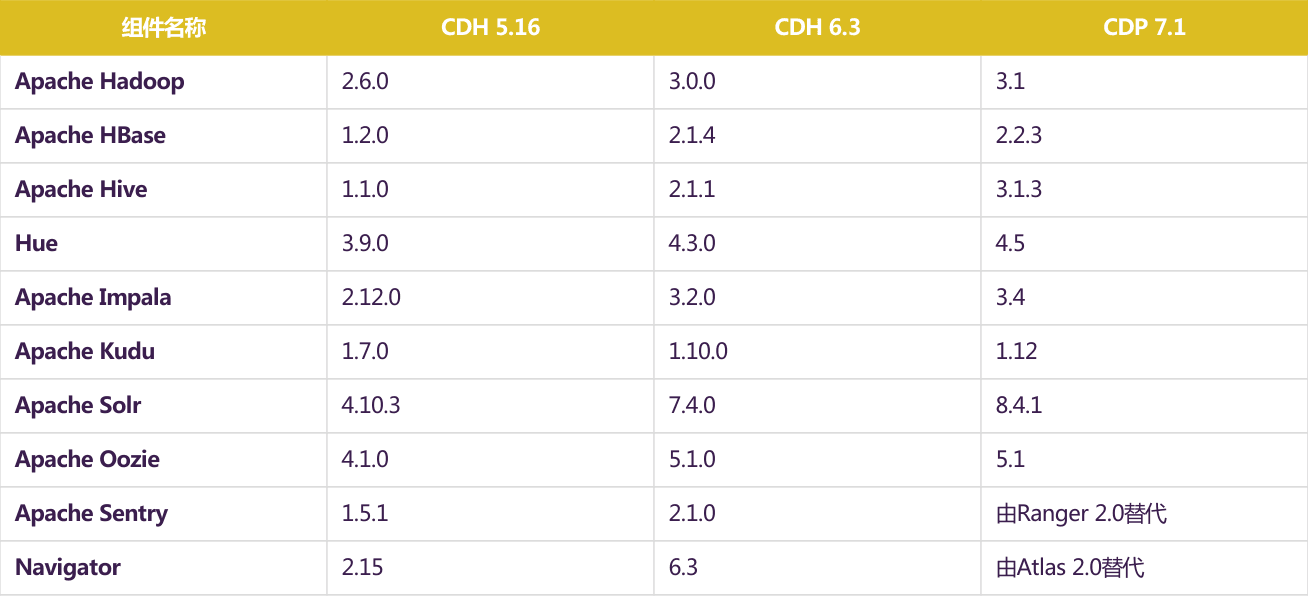 组件名称 CDH 5.16 CDH 6.3 CDP 7.1
Apache Hadoop 2.6.0 3.0.0 3.1
Apache HBase 1.2.0 2.1.4 2.2.3
Apache Hive 1.1.0 2.1.1 3.1.3
Hue 3.9.0 4.3.0 4.5
Apache Impala 2.12.0 3.2.0 3.4
Apache Kudu 1.7.0 1.10.0 1.12
Apache Solr 4.10.3 7.4.0 8.4.1
Apache Oozie 4.1.0 5.1.0 5.1
Apache Sentry 1.5.1 2.1.0 由Ranger 2.0替代
Navigator 2.15 6.3 由Atlas 2.0替代